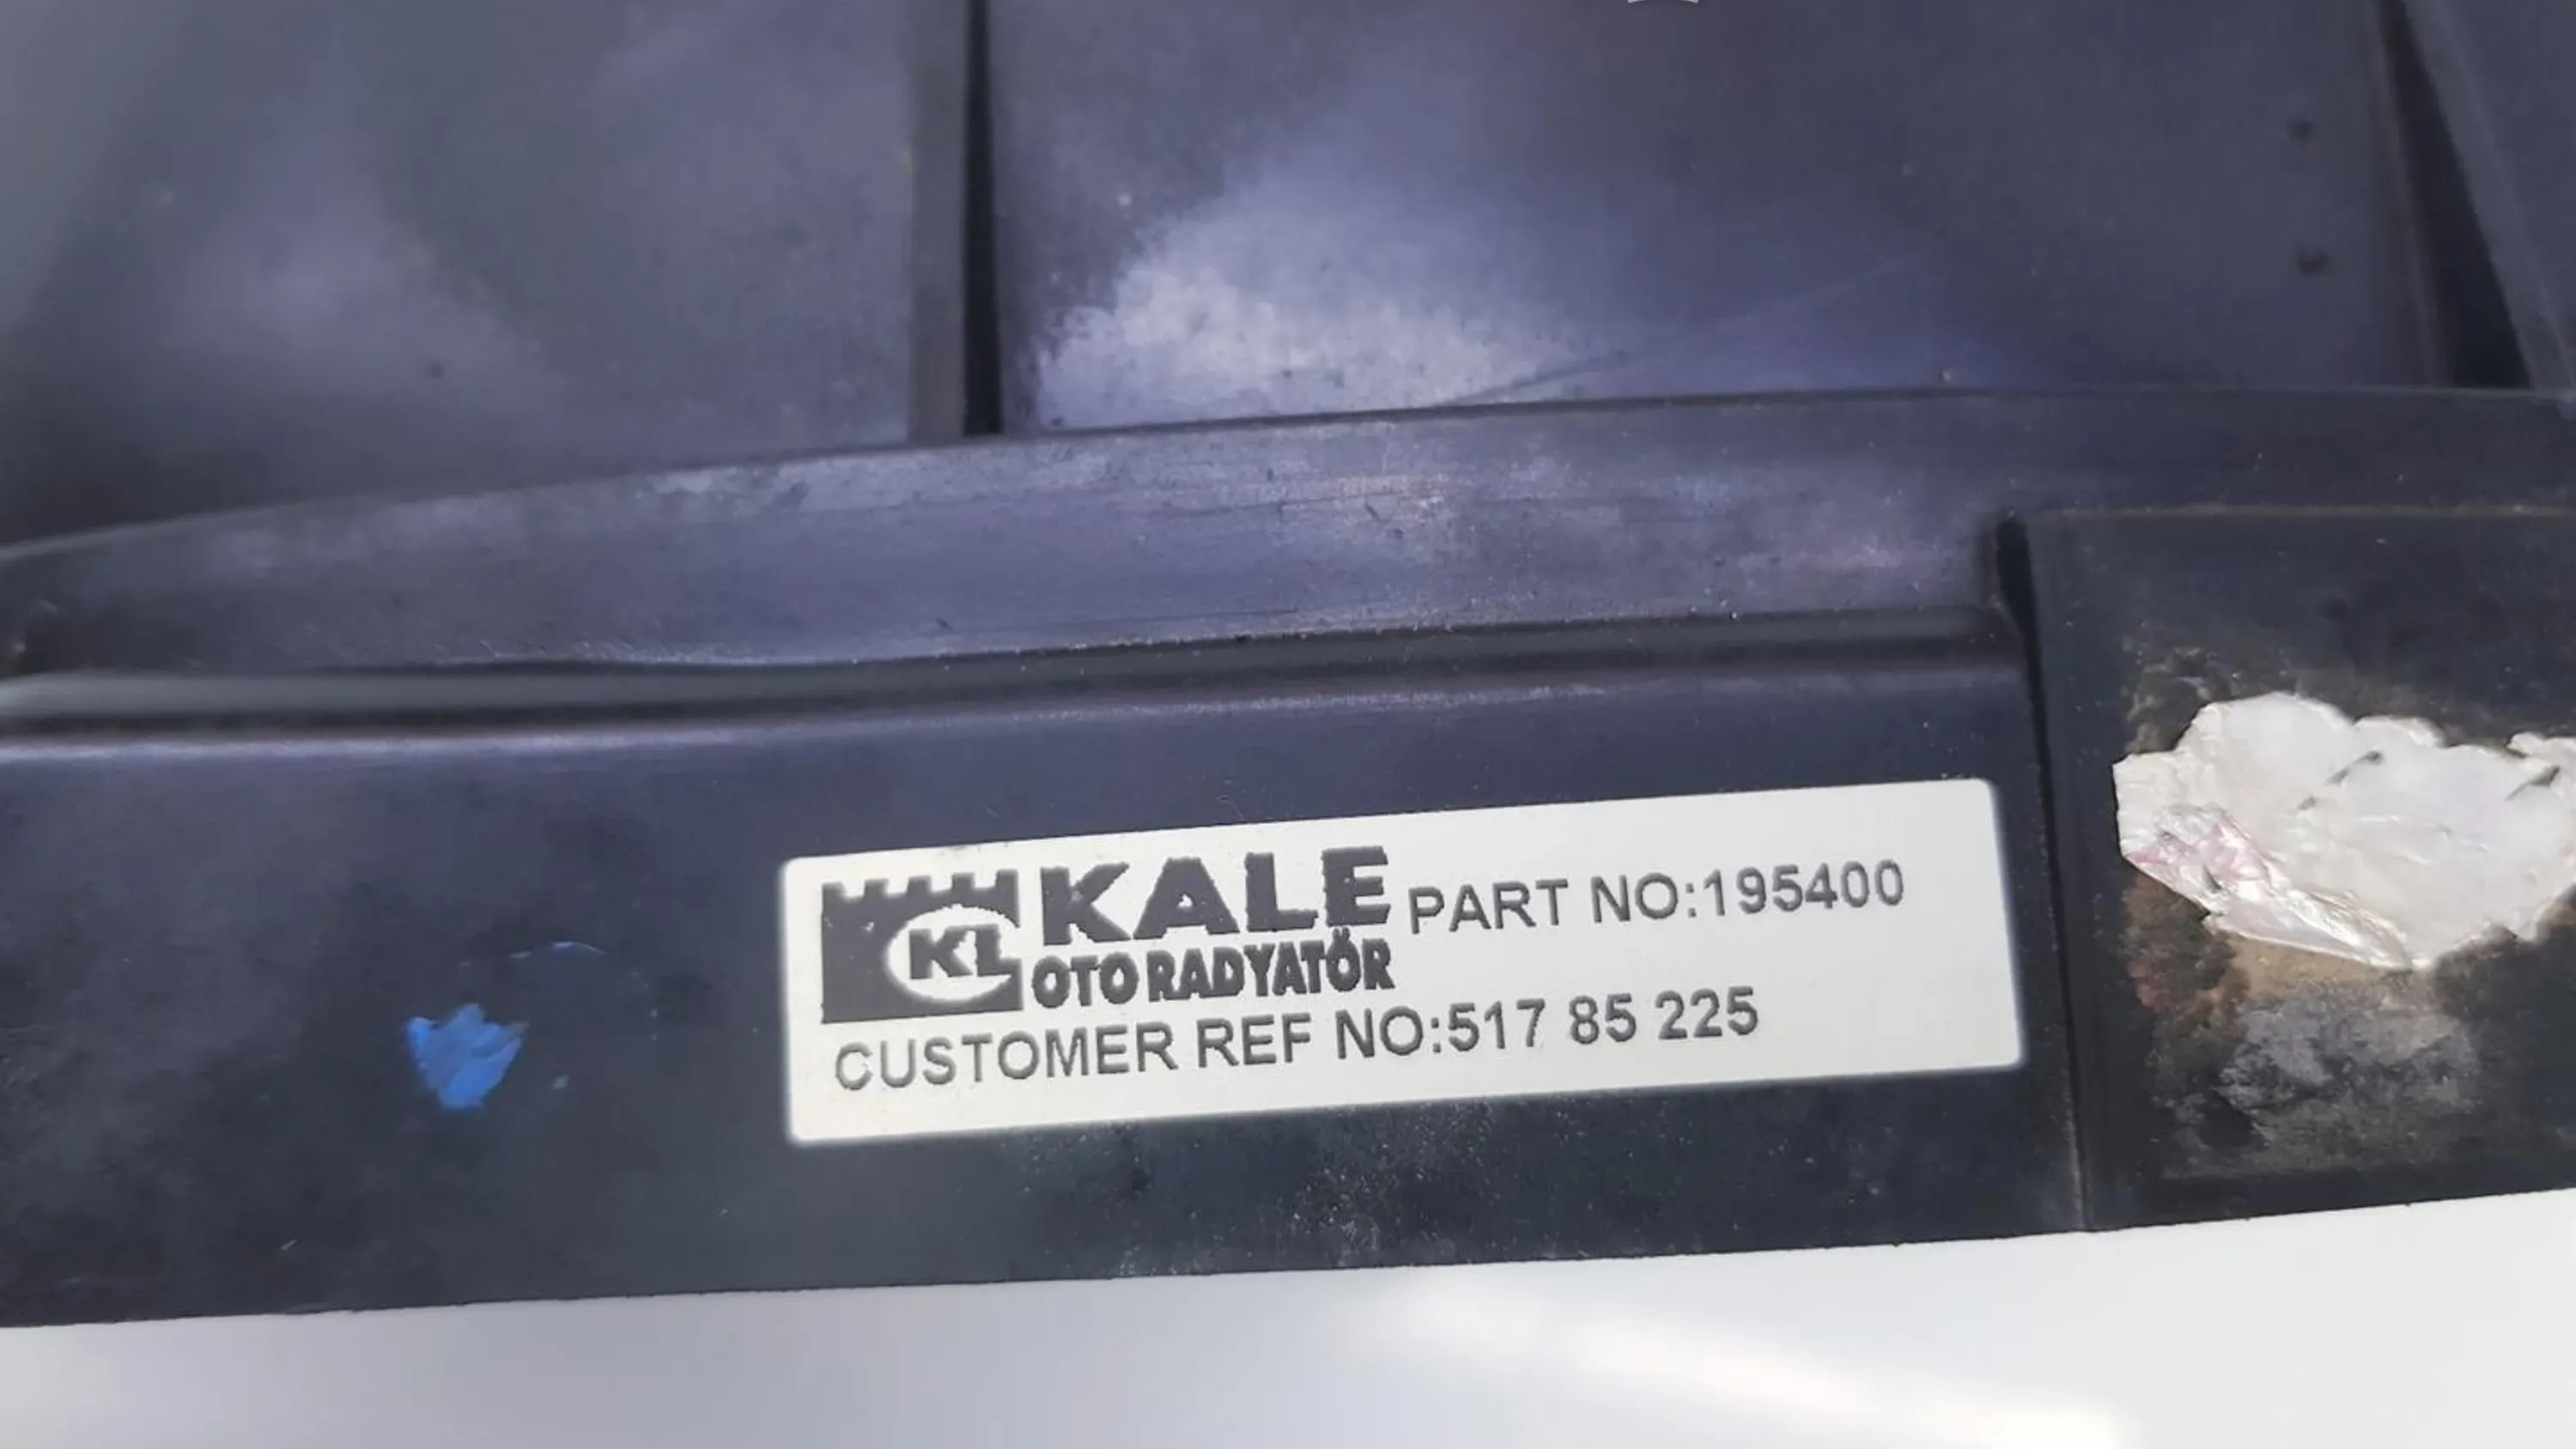 KL KALE PART NO:195400
OTO RADYATÖR
CUSTOMER REF NO:517 85 225